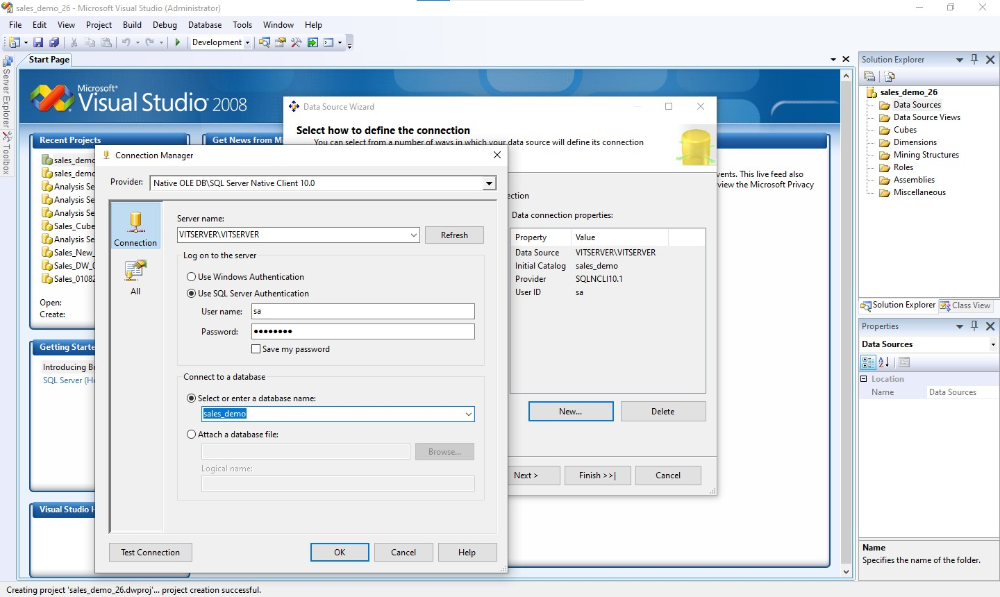 sales_demo_26 - Microsoft Visual Studio (Administrator)
File Edit View Project Build Debug Database Tools Window Help
Development
Server Explorer
Toolbox
Start Page
Microsoft®
Visual Studio® 2008
Recent Projects
Get News from Mi
sales_demo
sales_demo
Analysis Se
Analysis Se
Analysis Se
Sales_Cube
Analysis Se
Sales_New_
Sales_DW_0
Sales_01082
Open:
Create:
Getting Starte
Introducing Bu
SQL Server (Ho
Visual Studio H
vents. This live feed also
view the Microsoft Privacy
Data Source Wizard
Select how to define the connection
You can select from a number of ways in which your data source will define its connection
ection
Data connection properties:
Property Value
Data Source VITSERVER\VITSERVER
Initial Catalog sales_demo
Provider SQLNCLI10.1
User ID sa
New... Delete
Next > Finish >>| Cancel
Connection Manager
Provider: Native OLE DB\SQL Server Native Client 10.0
Connection
All
Server name:
VITSERVER\VITSERVER Refresh
Log on to the server
Use Windows Authentication
Use SQL Server Authentication
User name: sa
Password: ●●●●●●●●
Save my password
Connect to a database
Select or enter a database name:
sales_demo
Attach a database file:
Browse...
Logical name:
Test Connection OK Cancel Help
Solution Explorer
sales_demo_26
Data Sources
Data Source Views
Cubes
Dimensions
Mining Structures
Roles
Assemblies
Miscellaneous
Solution Explorer Class View
Properties
Data Sources
Location
Name Data Sources
Name
Specifies the name of the folder.
Creating project 'sales_demo_26.dwproj'... project creation successful.